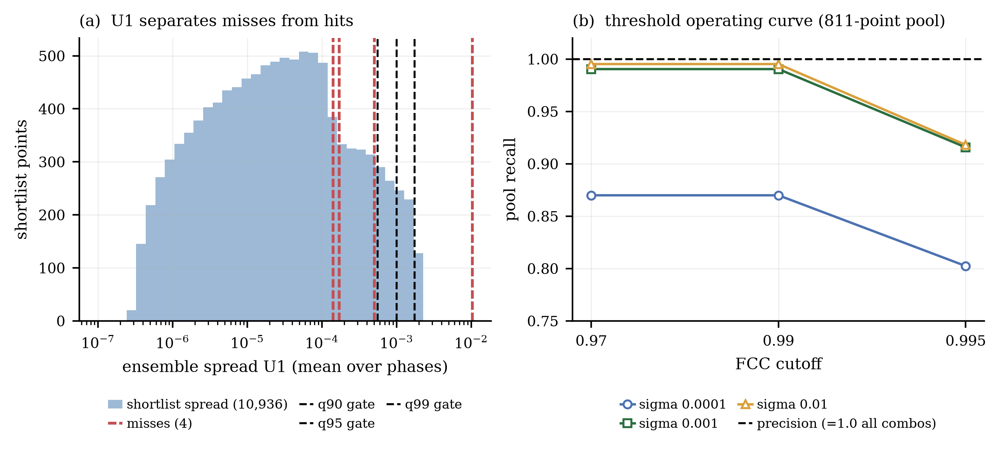 (a)  U1 separates misses from hits
500
400
300
200
100
0
shortlist points
10⁻⁷
10⁻⁶
10⁻⁵
10⁻⁴
10⁻³
10⁻²
ensemble spread U1 (mean over phases)
shortlist spread (10,936)
misses (4)
q90 gate
q95 gate
q99 gate
(b)  threshold operating curve (811-point pool)
1.00
0.95
0.90
0.85
0.80
0.75
pool recall
0.97
0.99
0.995
FCC cutoff
sigma 0.0001
sigma 0.001
sigma 0.01
precision (=1.0 all combos)